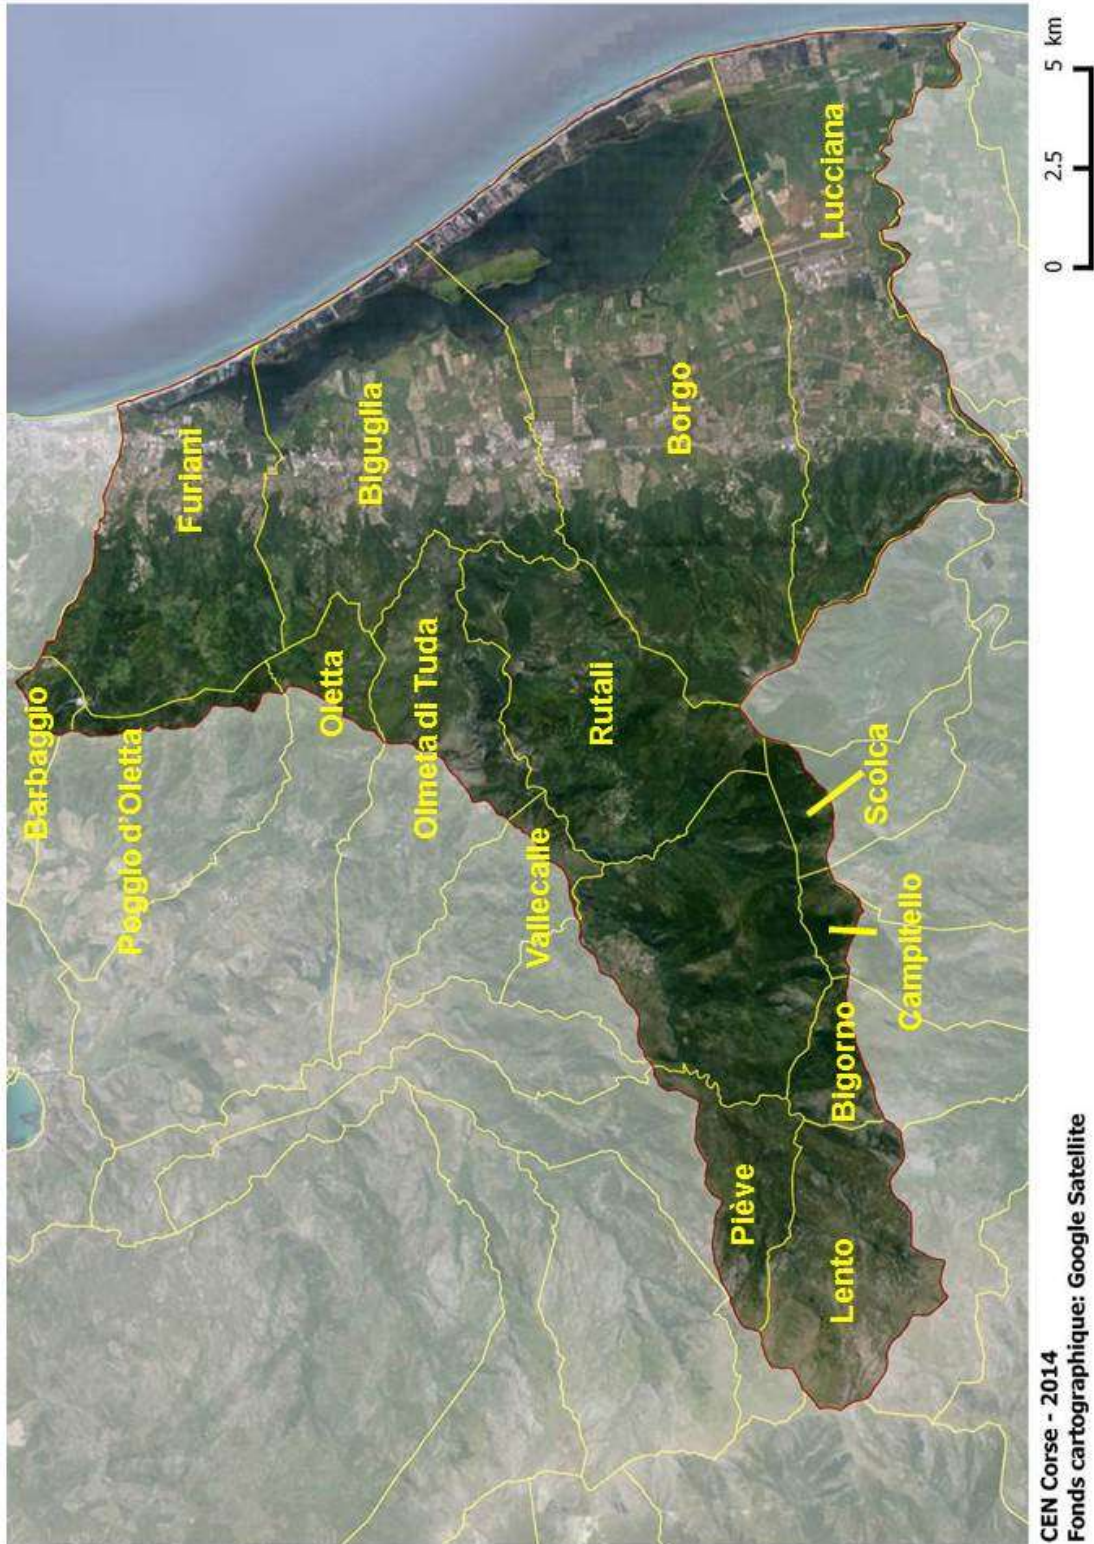 Barbaggio
Poggio d'Oletta
Furiani
Oletta
Biguglia
Olmeta di Tuda
Vallecalle
Rutali
Borgo
Lucciana
Piève
Scolca
Campitello
Bigorno
Lento
0 2.5 5 km
CEN Corse - 2014
Fonds cartographique: Google Satellite